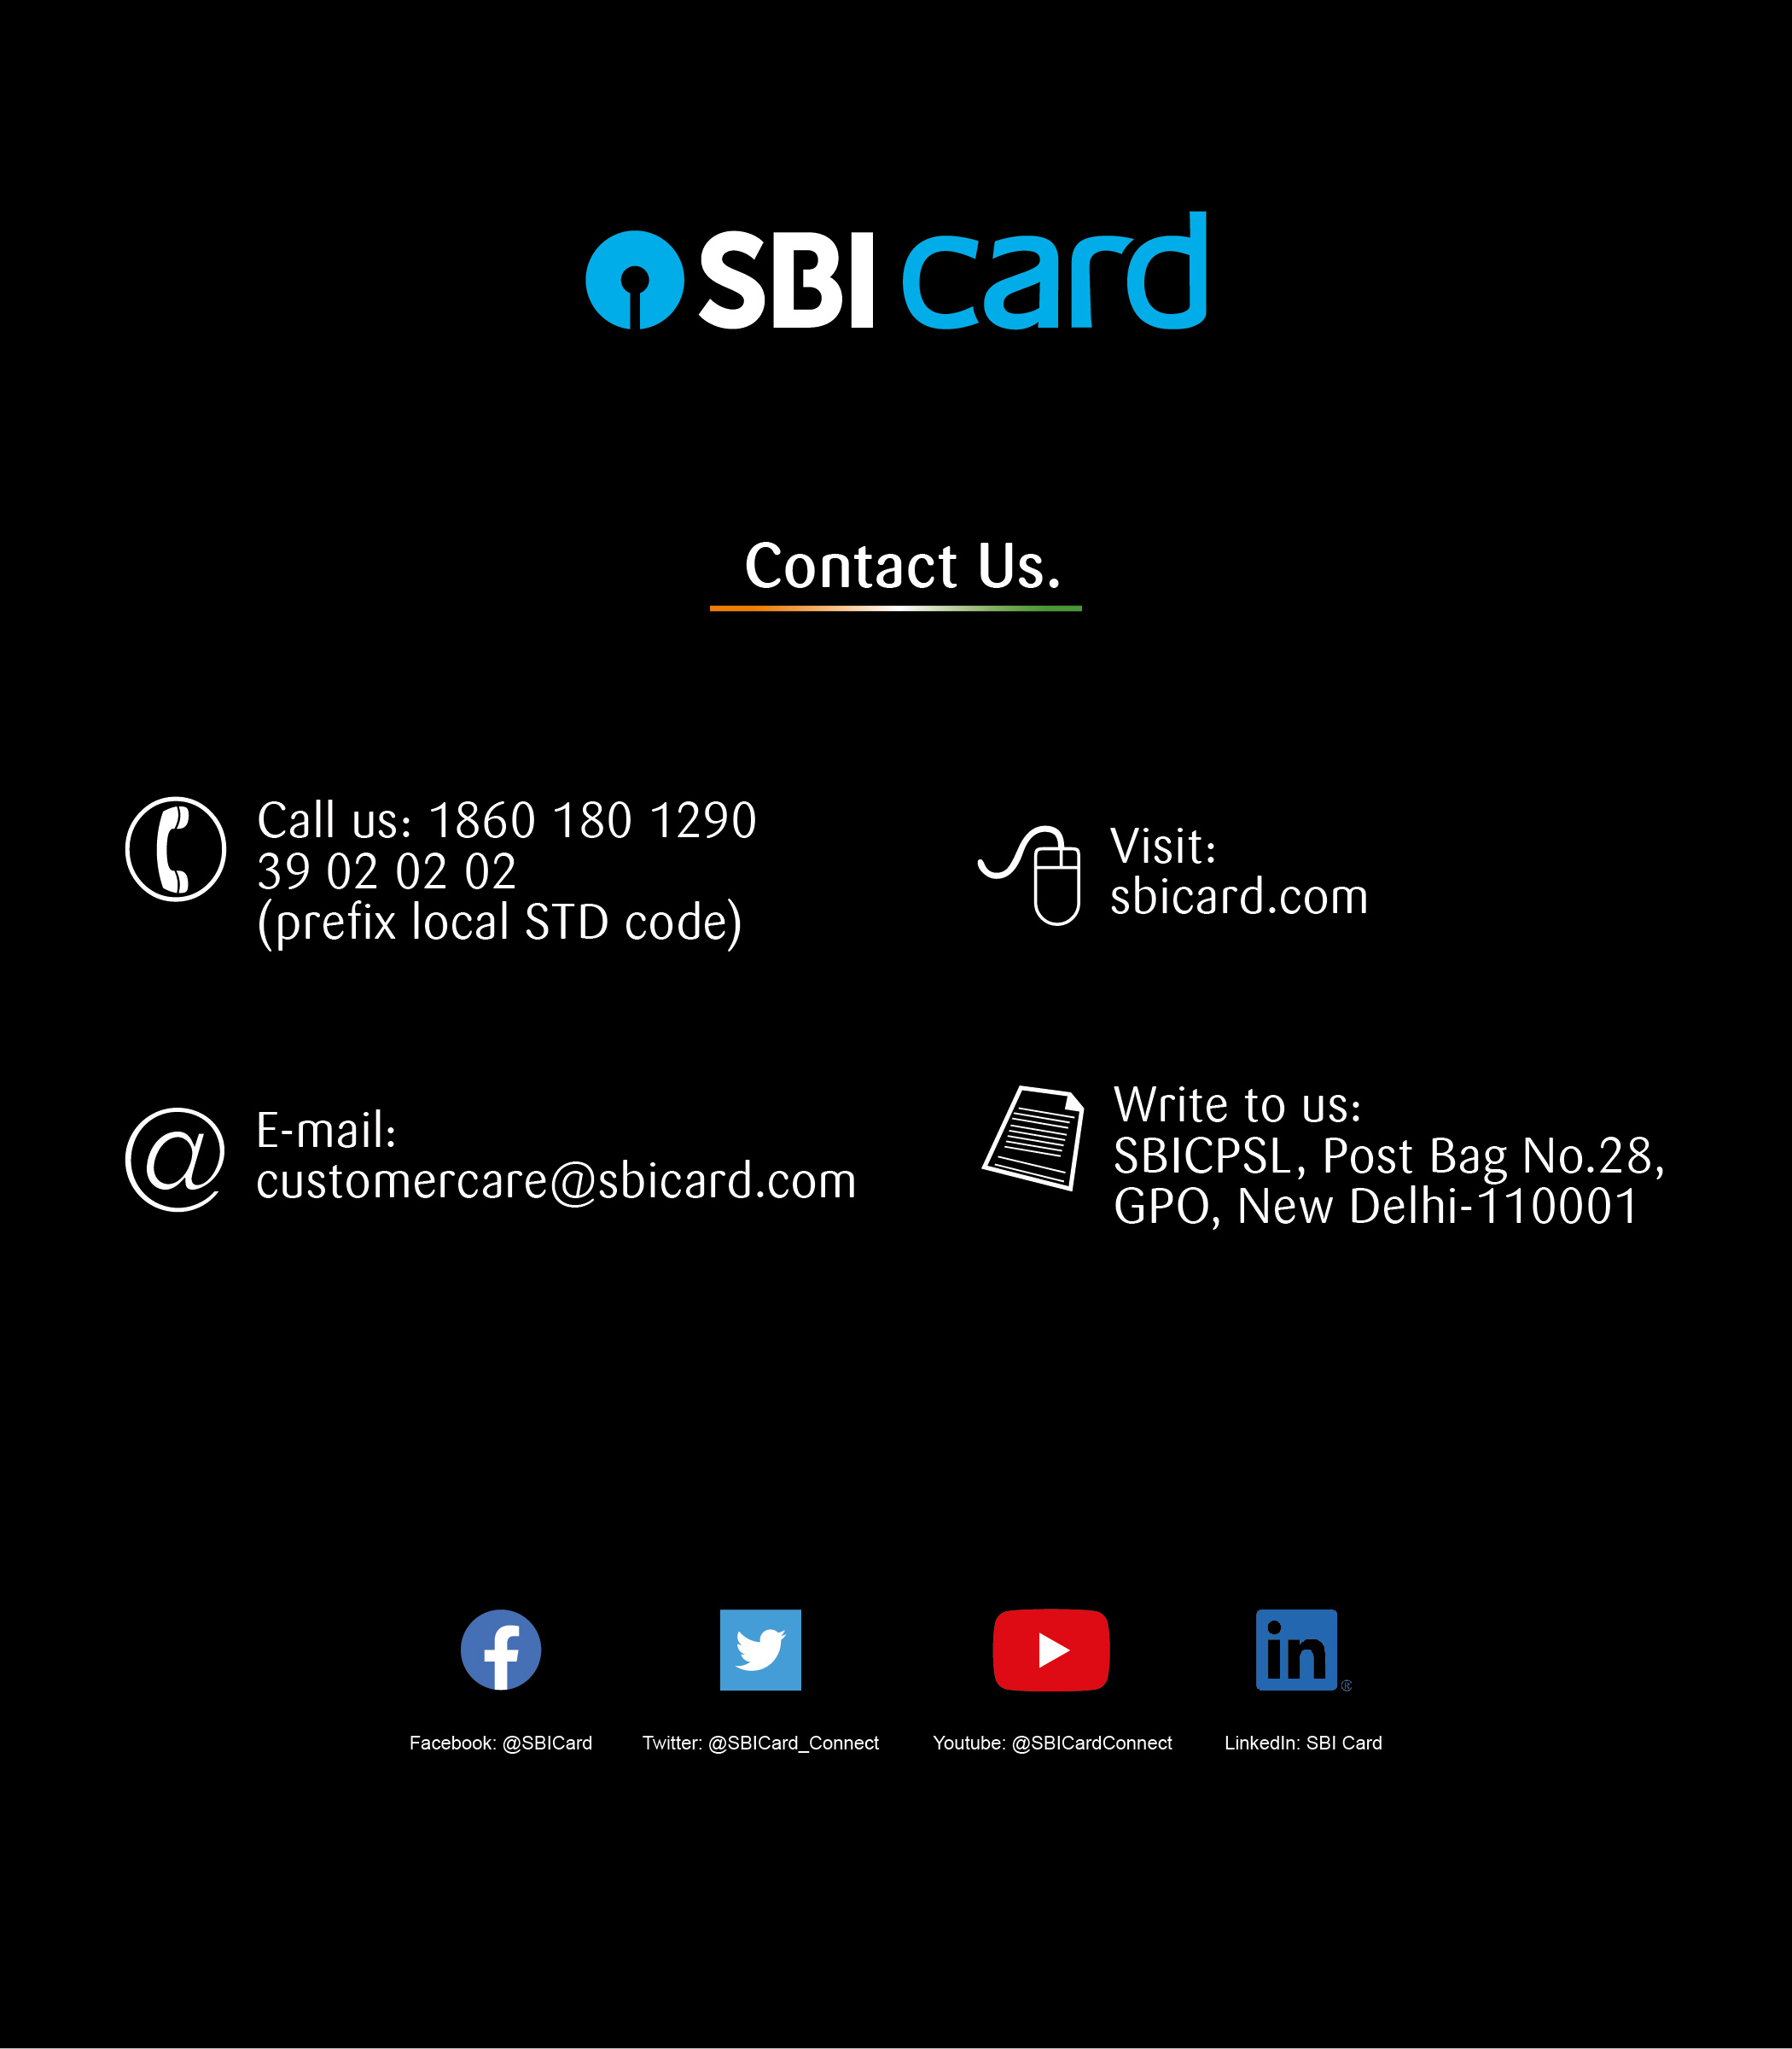 SBI card
Contact Us.
Call us: 1860 180 1290
39 02 02 02
(prefix local STD code)
Visit:
sbicard.com
E-mail:
customercare@sbicard.com
Write to us:
SBICPSL, Post Bag No.28,
GPO, New Delhi-110001
in®
Facebook: @SBICard
Twitter: @SBICard_Connect
Youtube: @SBICardConnect
LinkedIn: SBI Card